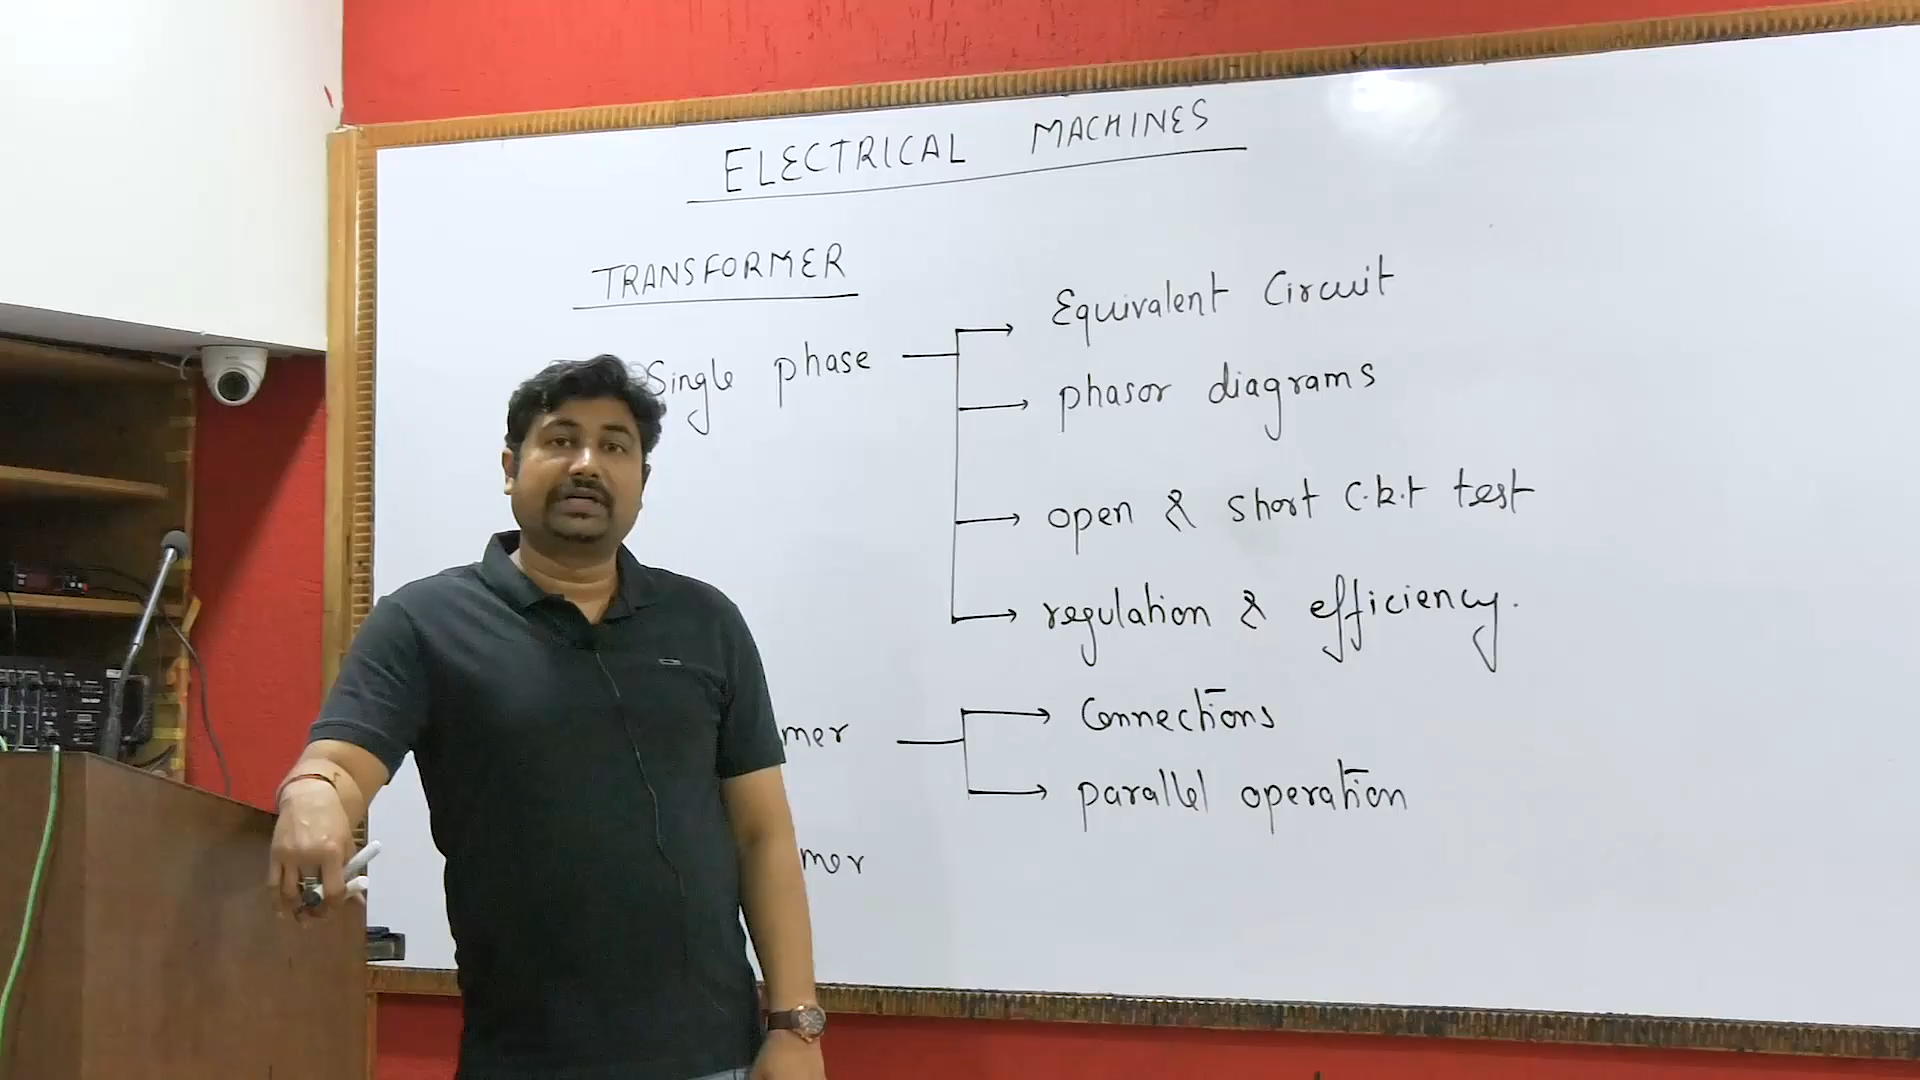 ELECTRICAL MACHINES
TRANSFORMER
Single phase
Equivalent Circuit
phasor diagrams
open & short C.k.t test
regulation & efficiency.
mer
Connections
parallel operation
mer